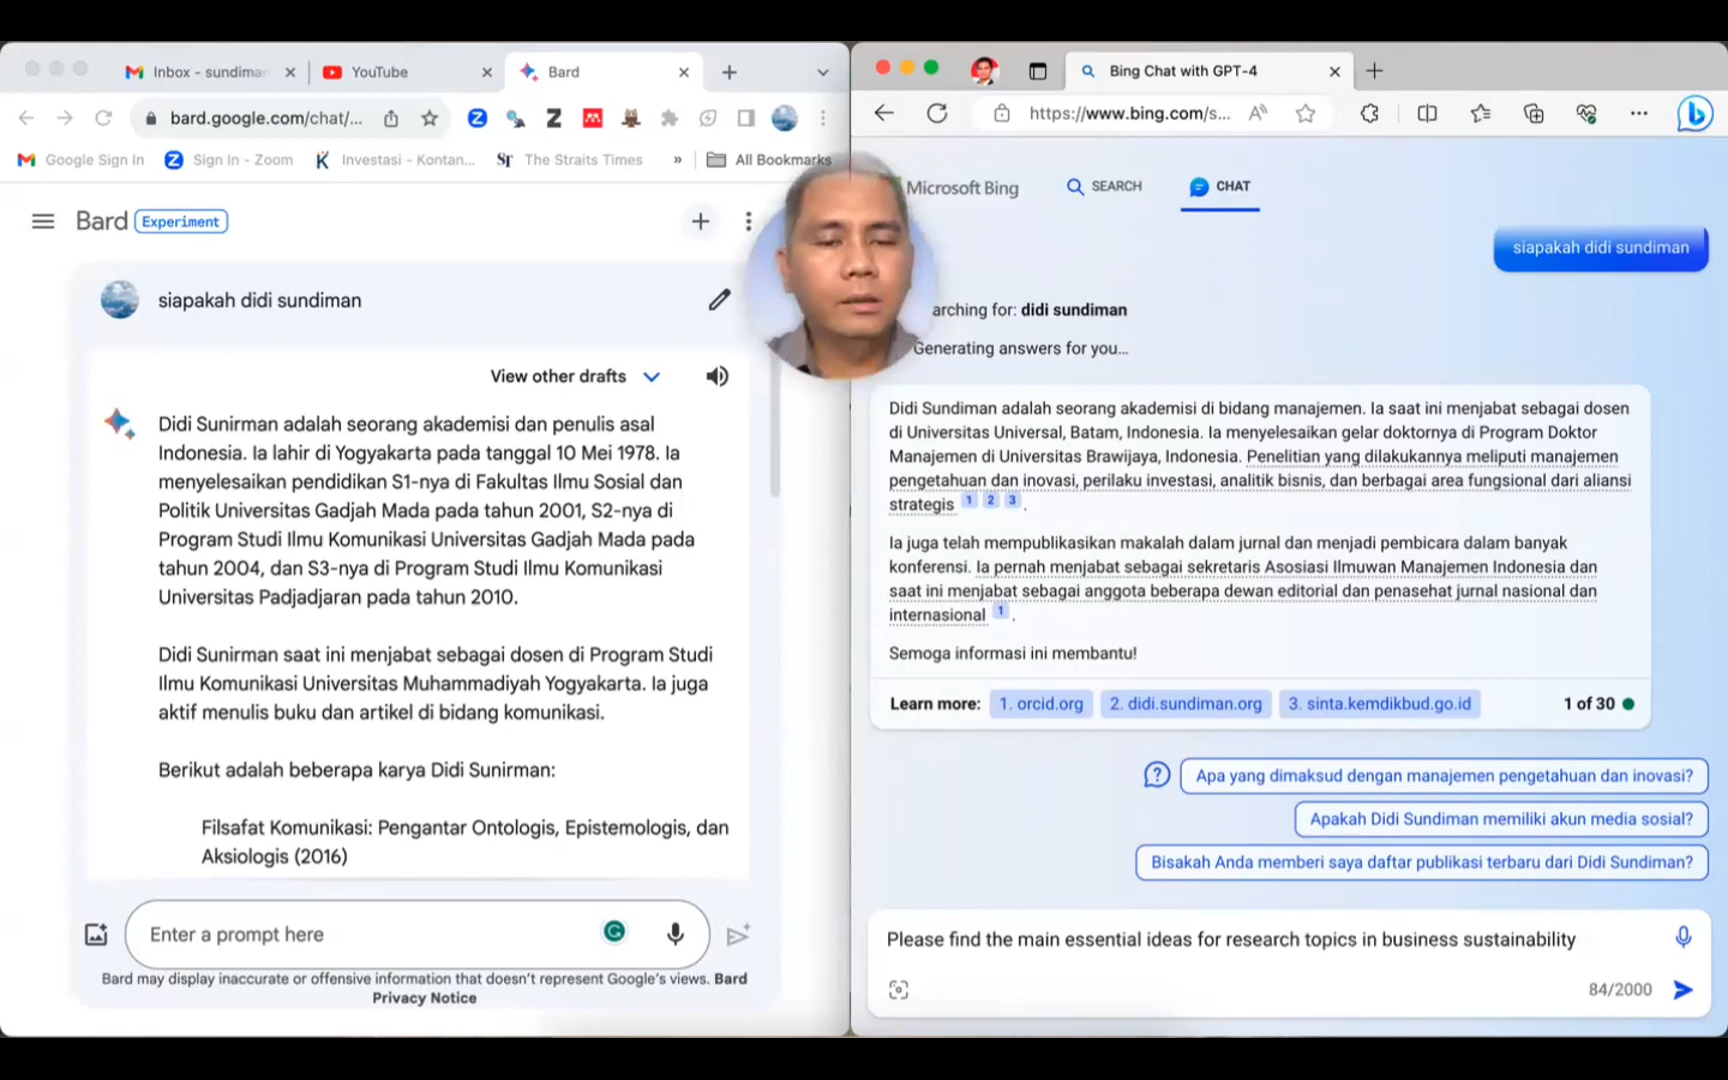 Inbox - sundima
YouTube
Bard
bard.google.com/chat/...
Google Sign In
Sign In - Zoom
Investasi - Kontan...
The Straits Times
»
All Bookmarks
Bard Experiment
siapakah didi sundiman
View other drafts
Didi Sunirman adalah seorang akademisi dan penulis asal
Indonesia. Ia lahir di Yogyakarta pada tanggal 10 Mei 1978. Ia
menyelesaikan pendidikan S1-nya di Fakultas Ilmu Sosial dan
Politik Universitas Gadjah Mada pada tahun 2001, S2-nya di
Program Studi Ilmu Komunikasi Universitas Gadjah Mada pada
tahun 2004, dan S3-nya di Program Studi Ilmu Komunikasi
Universitas Padjadjaran pada tahun 2010.
Didi Sunirman saat ini menjabat sebagai dosen di Program Studi
Ilmu Komunikasi Universitas Muhammadiyah Yogyakarta. Ia juga
aktif menulis buku dan artikel di bidang komunikasi.
Berikut adalah beberapa karya Didi Sunirman:
Filsafat Komunikasi: Pengantar Ontologis, Epistemologis, dan
Aksiologis (2016)
Enter a prompt here
Bard may display inaccurate or offensive information that doesn't represent Google's views. Bard
Privacy Notice
Bing Chat with GPT-4
https://www.bing.com/s...
Microsoft Bing
SEARCH
CHAT
siapakah didi sundiman
arching for: didi sundiman
Generating answers for you...
Didi Sundiman adalah seorang akademisi di bidang manajemen. Ia saat ini menjabat sebagai dosen
di Universitas Universal, Batam, Indonesia. Ia menyelesaikan gelar doktornya di Program Doktor
Manajemen di Universitas Brawijaya, Indonesia. Penelitian yang dilakukannya meliputi manajemen
pengetahuan dan inovasi, perilaku investasi, analitik bisnis, dan berbagai area fungsional dari aliansi
strategis 1 2 3 .
Ia juga telah mempublikasikan makalah dalam jurnal dan menjadi pembicara dalam banyak
konferensi. Ia pernah menjabat sebagai sekretaris Asosiasi Ilmuwan Manajemen Indonesia dan
saat ini menjabat sebagai anggota beberapa dewan editorial dan penasehat jurnal nasional dan
internasional 1 .
Semoga informasi ini membantu!
Learn more: 1. orcid.org 2. didi.sundiman.org 3. sinta.kemdikbud.go.id 1 of 30
Apa yang dimaksud dengan manajemen pengetahuan dan inovasi?
Apakah Didi Sundiman memiliki akun media sosial?
Bisakah Anda memberi saya daftar publikasi terbaru dari Didi Sundiman?
Please find the main essential ideas for research topics in business sustainability
84/2000